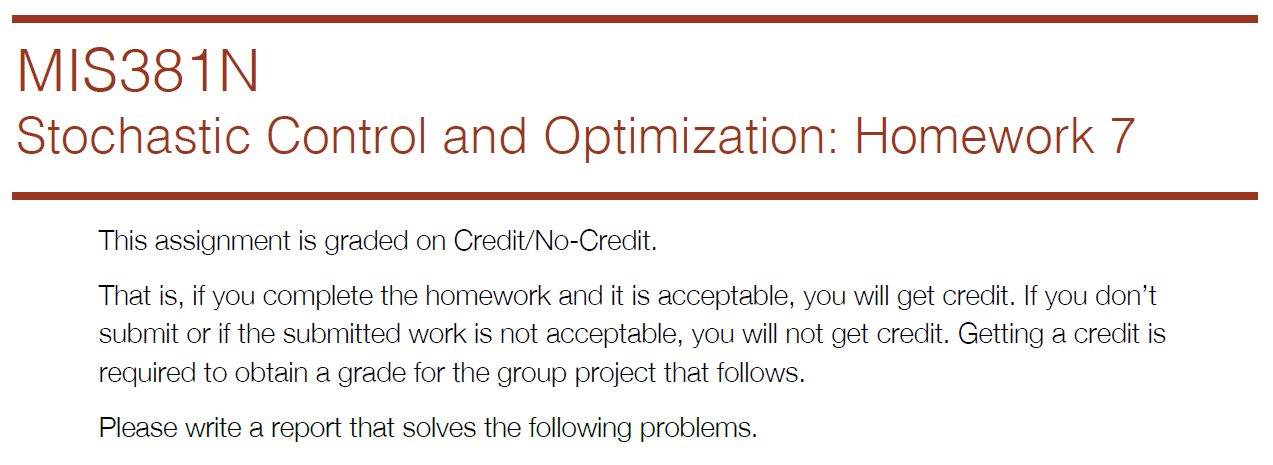 MIS381N
Stochastic Control and Optimization: Homework 7
This assignment is graded on Credit/No-Credit.
That is, if you complete the homework and it is acceptable, you will get credit. If you don’t
submit or if the submitted work is not acceptable, you will not get credit. Getting a credit is
required to obtain a grade for the group project that follows.
Please write a report that solves the following problems.